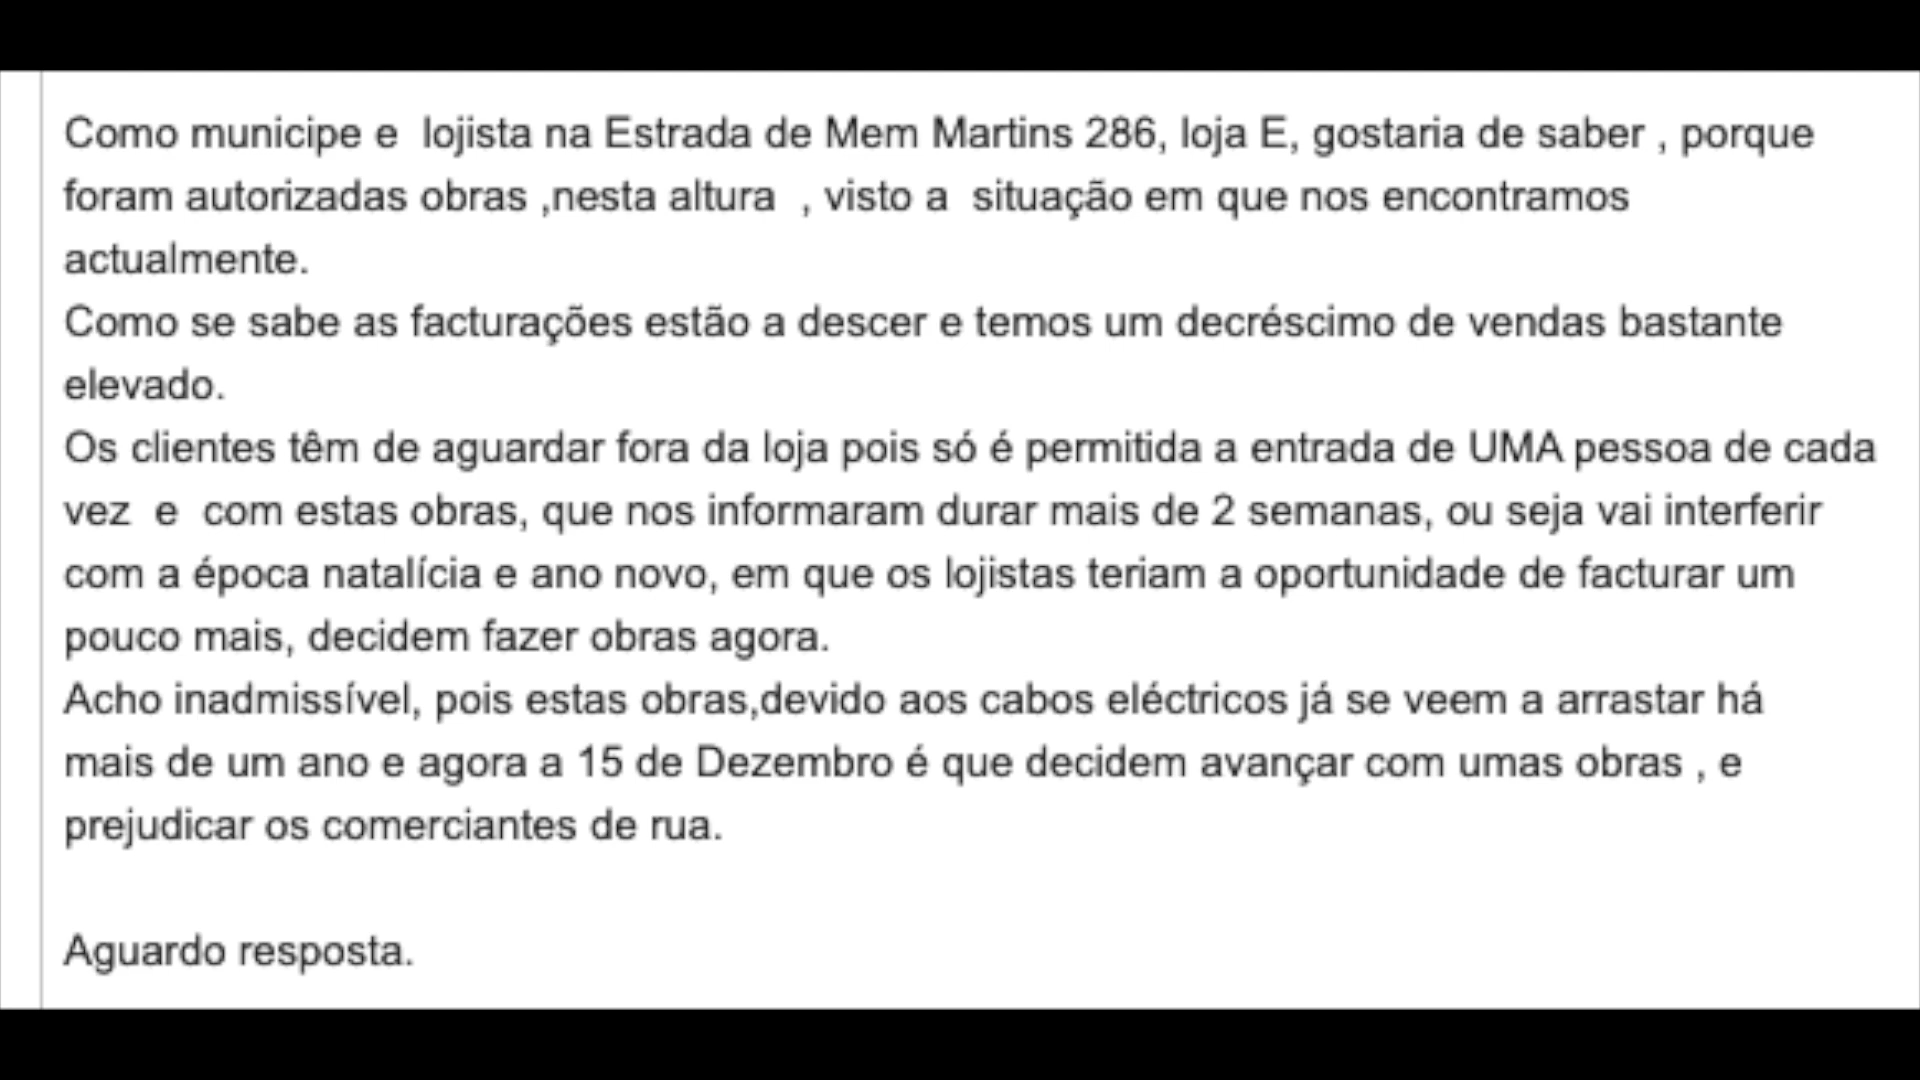 Como municipe e  lojista na Estrada de Mem Martins 286, loja E, gostaria de saber , porque
foram autorizadas obras ,nesta altura  , visto a  situação em que nos encontramos
actualmente.
Como se sabe as facturações estão a descer e temos um decréscimo de vendas bastante
elevado.
Os clientes têm de aguardar fora da loja pois só é permitida a entrada de UMA pessoa de cada
vez  e  com estas obras, que nos informaram durar mais de 2 semanas, ou seja vai interferir
com a época natalícia e ano novo, em que os lojistas teriam a oportunidade de facturar um
pouco mais, decidem fazer obras agora.
Acho inadmissível, pois estas obras,devido aos cabos eléctricos já se veem a arrastar há
mais de um ano e agora a 15 de Dezembro é que decidem avançar com umas obras , e
prejudicar os comerciantes de rua.
Aguardo resposta.